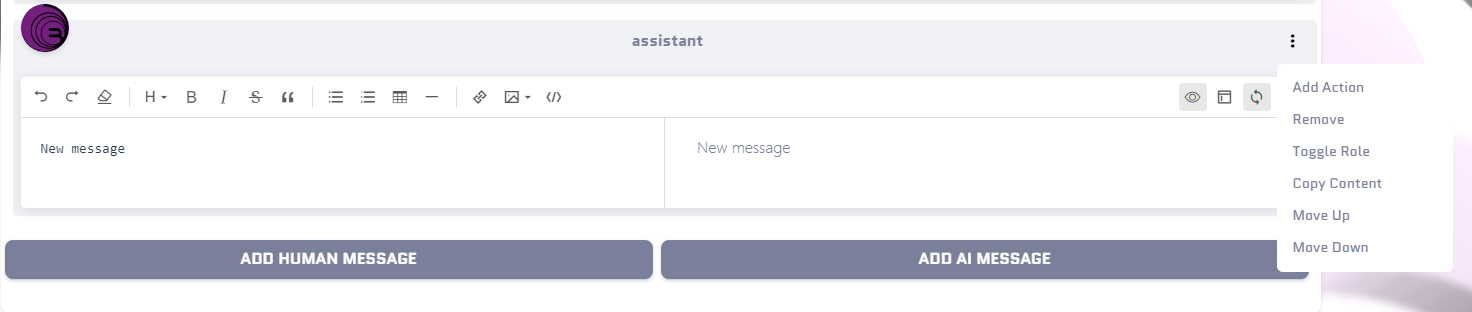 assistant
H B I S
New message
New message
Add Action
Remove
Toggle Role
Copy Content
Move Up
Move Down
ADD HUMAN MESSAGE
ADD AI MESSAGE